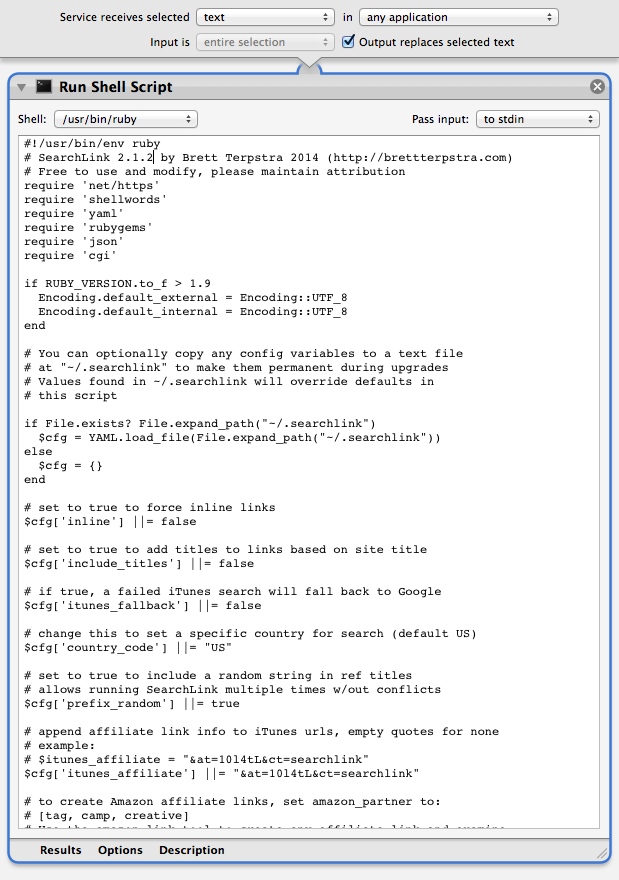 Service receives selected text in any application
Input is entire selection Output replaces selected text
Run Shell Script
Shell: /usr/bin/ruby Pass input: to stdin
#!/usr/bin/env ruby
# SearchLink 2.1.2 by Brett Terpstra 2014 (http://brettterpstra.com)
# Free to use and modify, please maintain attribution
require 'net/https'
require 'shellwords'
require 'yaml'
require 'rubygems'
require 'json'
require 'cgi'
if RUBY_VERSION.to_f > 1.9
Encoding.default_external = Encoding::UTF_8
Encoding.default_internal = Encoding::UTF_8
end
# You can optionally copy any config variables to a text file
# at "~/.searchlink" to make them permanent during upgrades
# Values found in ~/.searchlink will override defaults in
# this script
if File.exists? File.expand_path("~/.searchlink")
$cfg = YAML.load_file(File.expand_path("~/.searchlink"))
else
$cfg = {}
end
# set to true to force inline links
$cfg['inline'] ||= false
# set to true to add titles to links based on site title
$cfg['include_titles'] ||= false
# if true, a failed iTunes search will fall back to Google
$cfg['itunes_fallback'] ||= false
# change this to set a specific country for search (default US)
$cfg['country_code'] ||= "US"
# set to true to include a random string in ref titles
# allows running SearchLink multiple times w/out conflicts
$cfg['prefix_random'] ||= true
# append affiliate link info to iTunes urls, empty quotes for none
# example:
# $itunes_affiliate = "&at=10l4tL&ct=searchlink"
$cfg['itunes_affiliate'] ||= "&at=10l4tL&ct=searchlink"
# to create Amazon affiliate links, set amazon_partner to:
# [tag, camp, creative]
Results Options Description